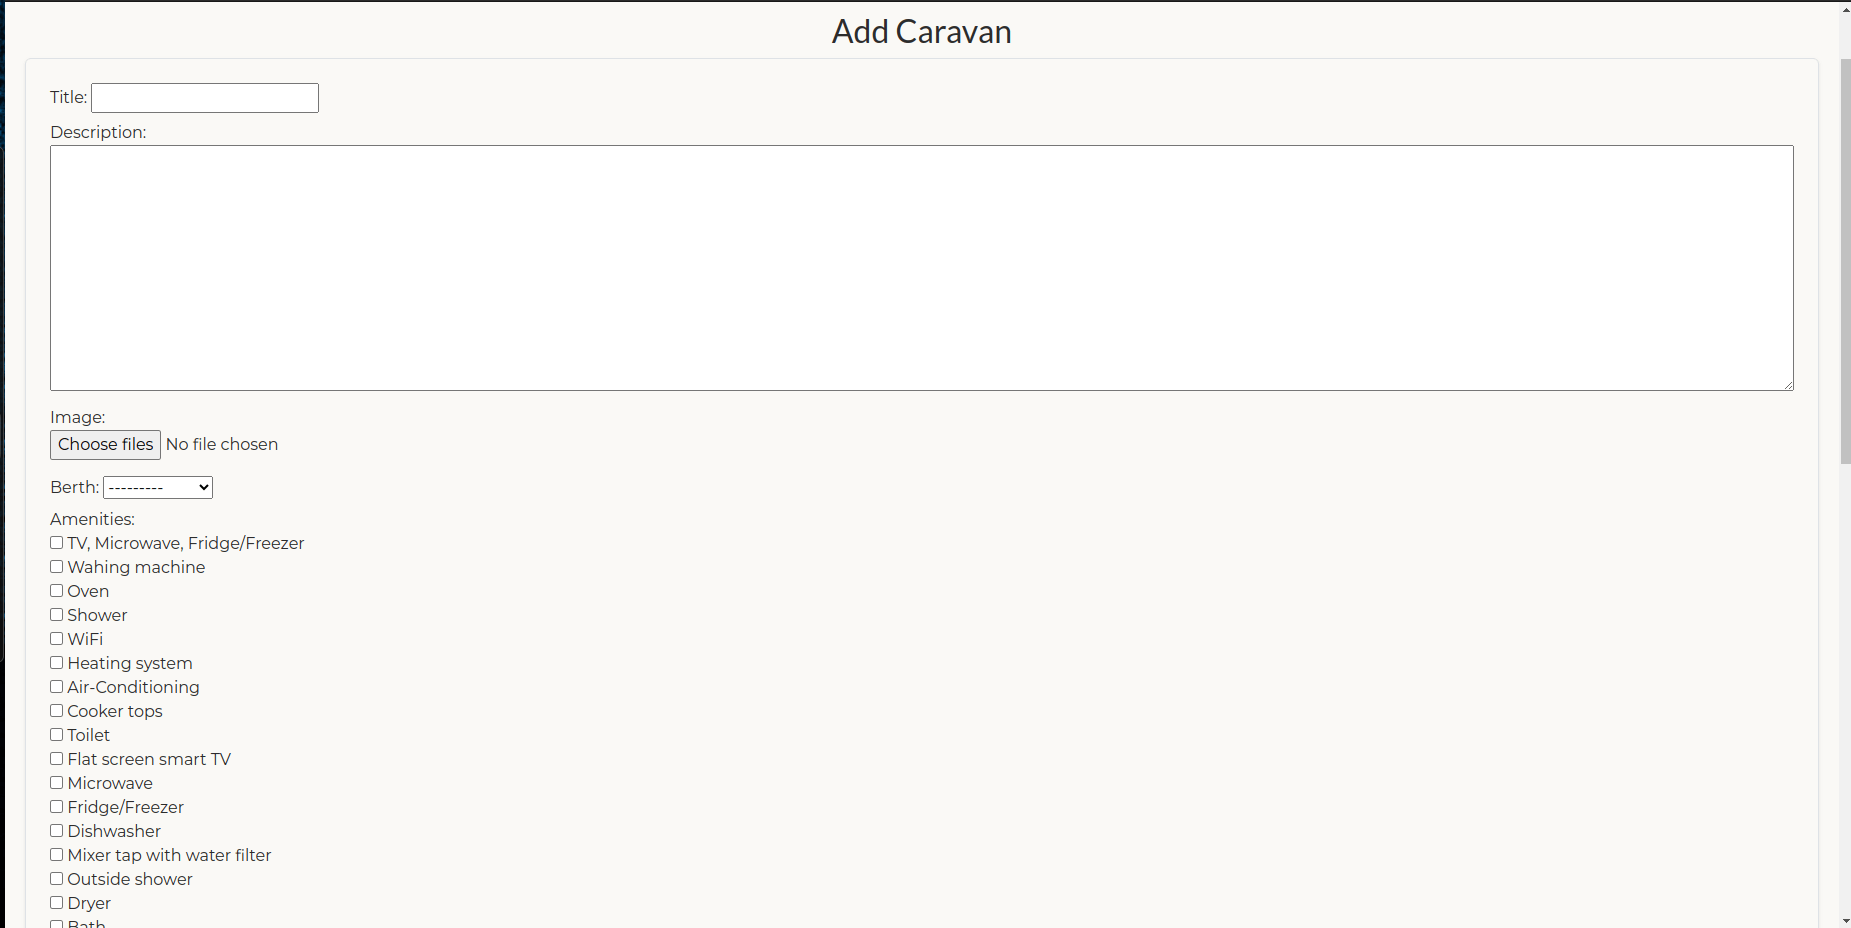 Add Caravan
Title:
Description:
Image:
Choose files No file chosen
Berth: ---------
Amenities:
TV, Microwave, Fridge/Freezer
Wahing machine
Oven
Shower
WiFi
Heating system
Air-Conditioning
Cooker tops
Toilet
Flat screen smart TV
Microwave
Fridge/Freezer
Dishwasher
Mixer tap with water filter
Outside shower
Dryer
Bath